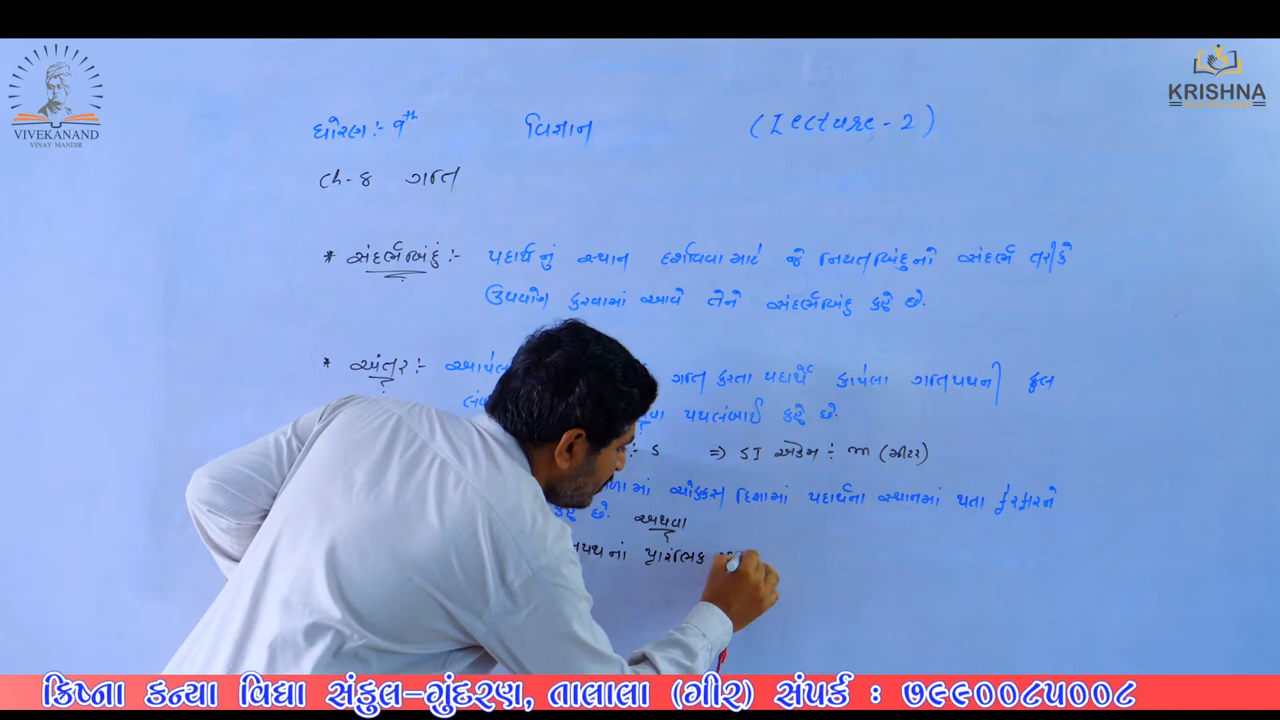 VIVEKANAND
VINAY MANDIR
KRISHNA
ધોરણ :- 9th વિજ્ઞાન (Lecture - 2)
Ch- 8 ગતિ
* સંદર્ભબિંદુ :- પદાર્થનું સ્થાન દર્શાવવા માટે જે નિયતબિંદુનો સંદર્ભ તરીકે
ઉપયોગ કરવામાં આવે તેને સંદર્ભબિંદુ કહે છે.
* અંતર :- ગતિ કરતા પદાર્થે કાપેલા ગતિપથની કુલ
પથલંબાઈ કહે છે.
:- S => SI એકમ : m (મીટર)
ચોક્કસ દિશામાં પદાર્થના સ્થાનમાં થતા ફેરફારને
કહે છે. અથવા
પ્રારંભિક
ક્રિષ્ના કન્યા વિદ્યા સંકુલ-ગુંદરણ, તાલાલા (ગીર) સંપર્ક : ૭૯૯૦૦૮૫૦૦૮